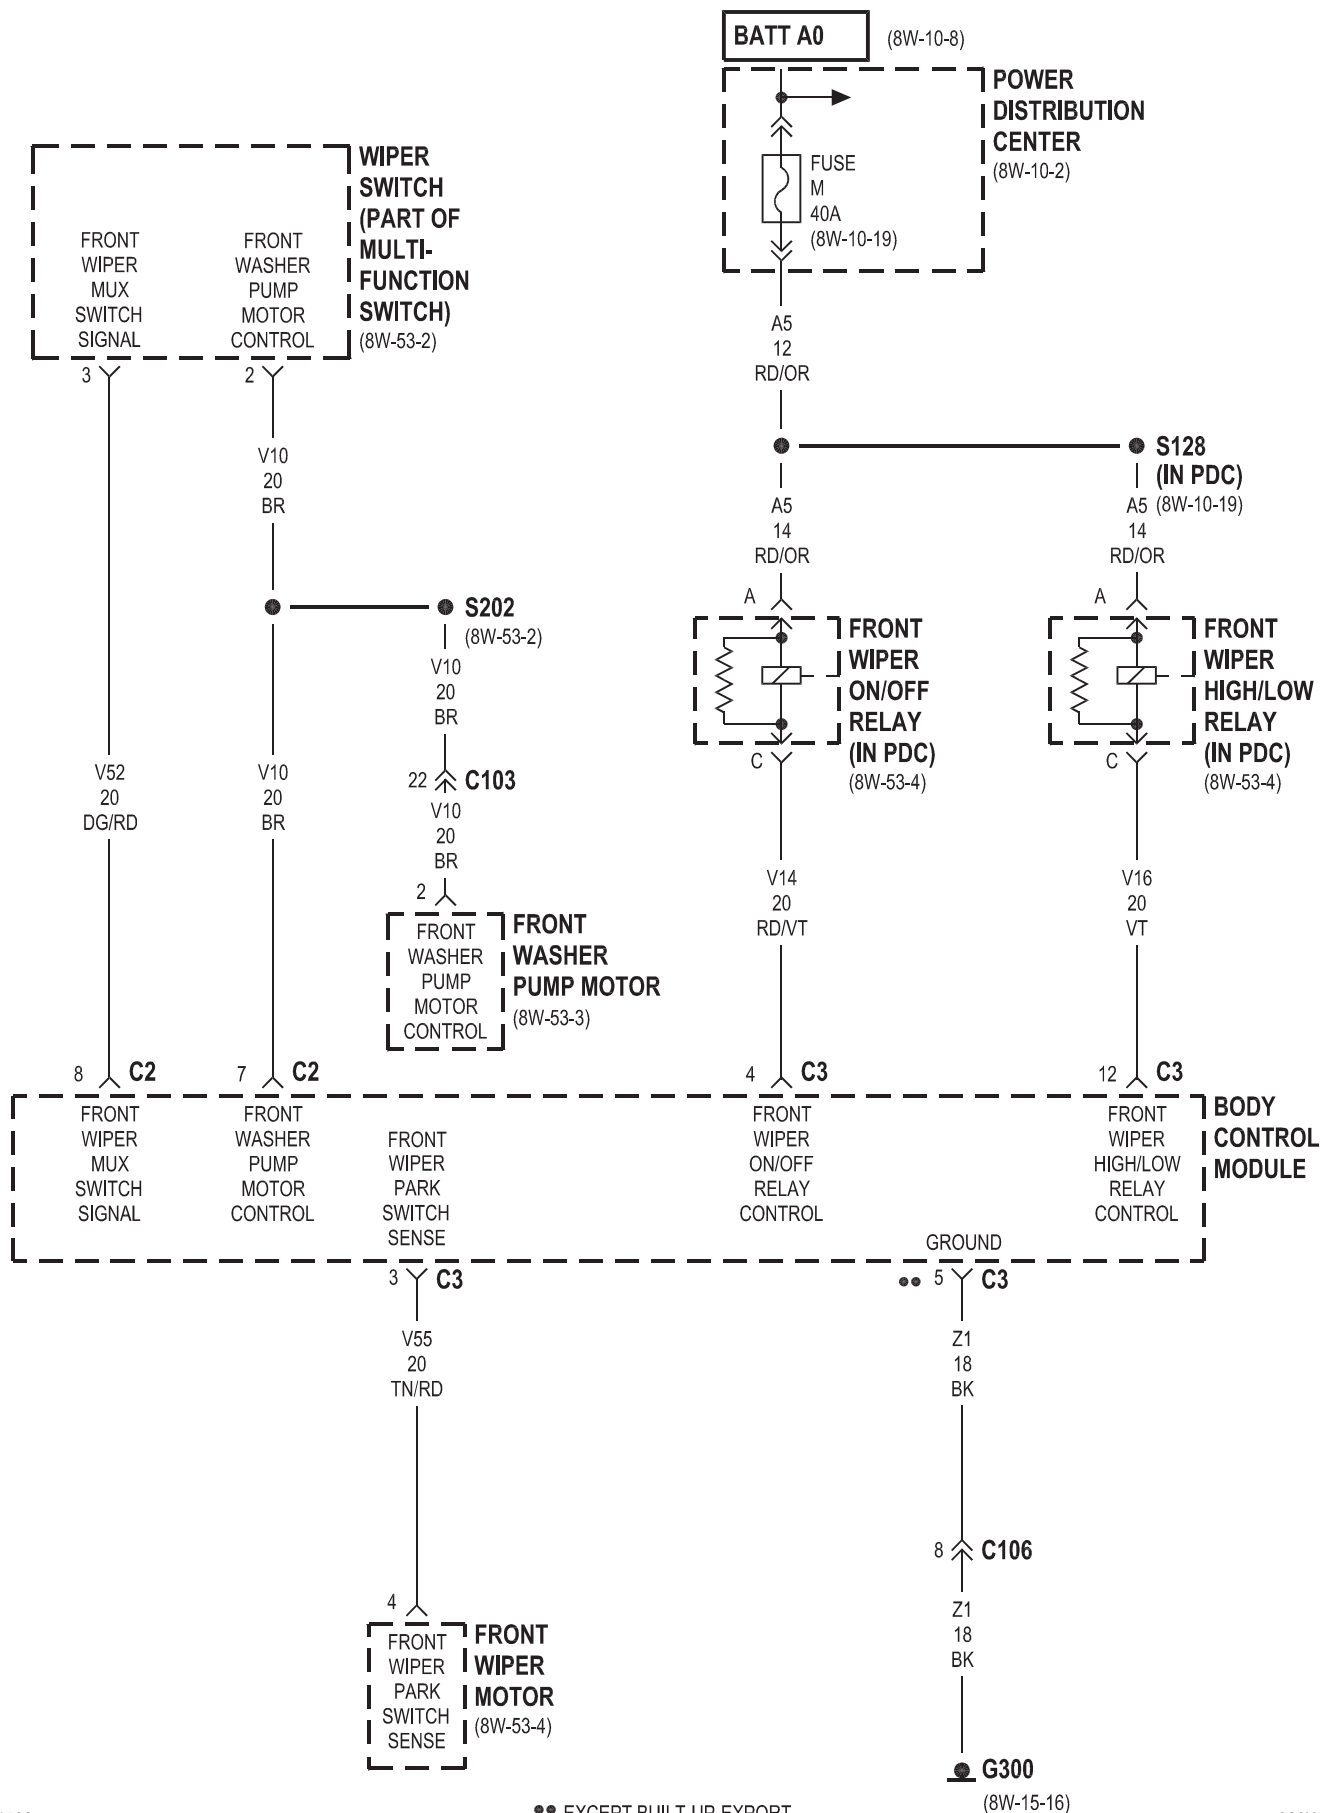 BATT A0
(8W-10-8)
POWER
DISTRIBUTION
CENTER
(8W-10-2)
FUSE
M
40A
(8W-10-19)
WIPER
SWITCH
(PART OF
MULTI-
FUNCTION
SWITCH)
(8W-53-2)
FRONT
WIPER
MUX
SWITCH
SIGNAL
FRONT
WASHER
PUMP
MOTOR
CONTROL
3
2
A5
12
RD/OR
V10
20
BR
S128
(IN PDC)
(8W-10-19)
A5
14
RD/OR
A5
14
RD/OR
S202
(8W-53-2)
V10
20
BR
22
C103
V10
20
BR
2
A
FRONT
WIPER
ON/OFF
RELAY
(IN PDC)
(8W-53-4)
C
A
FRONT
WIPER
HIGH/LOW
RELAY
(IN PDC)
(8W-53-4)
C
V52
20
DG/RD
V10
20
BR
FRONT
WASHER
PUMP
MOTOR
CONTROL
FRONT
WASHER
PUMP MOTOR
(8W-53-3)
V14
20
RD/VT
V16
20
VT
8
C2
7
C2
4
C3
12
C3
FRONT
WIPER
MUX
SWITCH
SIGNAL
FRONT
WASHER
PUMP
MOTOR
CONTROL
FRONT
WIPER
PARK
SWITCH
SENSE
FRONT
WIPER
ON/OFF
RELAY
CONTROL
FRONT
WIPER
HIGH/LOW
RELAY
CONTROL
GROUND
BODY
CONTROL
MODULE
3
C3
5
C3
V55
20
TN/RD
Z1
18
BK
8
C106
Z1
18
BK
4
FRONT
WIPER
PARK
SWITCH
SENSE
FRONT
WIPER
MOTOR
(8W-53-4)
G300
(8W-15-16)
EXCEPT BUILT-UP-EXPORT